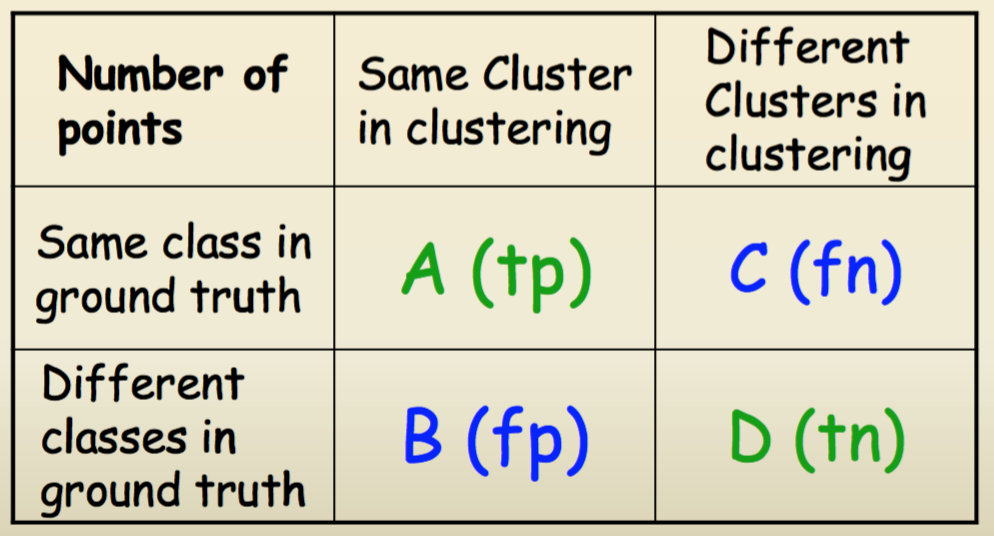 Number of
points
Same Cluster
in clustering
Different
Clusters in
clustering
Same class in
ground truth
A (tp)
C (fn)
Different
classes in
ground truth
B (fp)
D (tn)